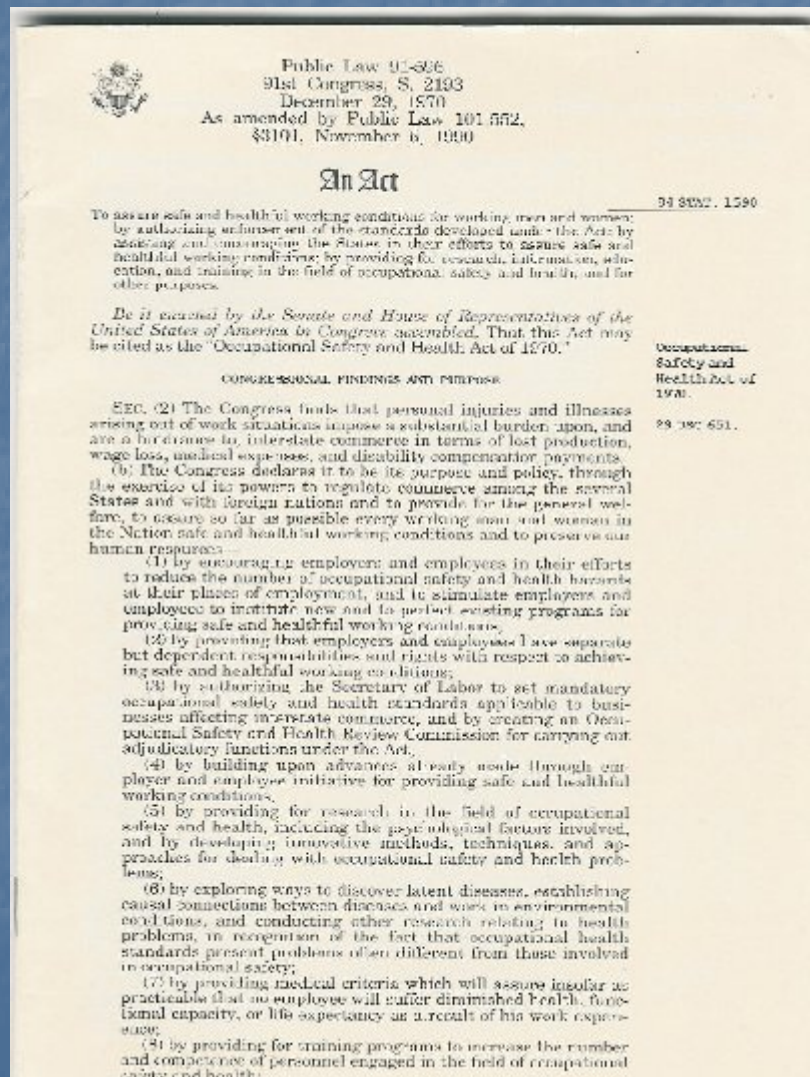 Public Law 91-596
91st Congress, S. 2193
December 29, 1970
As amended by Public Law 101-552,
§3101, November 5, 1990
An Act
84 STAT. 1590
To assure safe and healthful working conditions for working men and women;
by authorizing enforcement of the standards developed under the Act; by
assisting and encouraging the States in their efforts to assure safe and
healthful working conditions; by providing for research, information, edu-
cation, and training in the field of occupational safety and health; and for
other purposes.
Be it enacted by the Senate and House of Representatives of the
United States of America in Congress assembled, That this Act may
be cited as the "Occupational Safety and Health Act of 1970."
Occupational
Safety and
Health Act of
1970.
CONGRESSIONAL FINDINGS AND PURPOSE
SEC. (2) The Congress finds that personal injuries and illnesses
arising out of work situations impose a substantial burden upon, and
are a hindrance to, interstate commerce in terms of lost production,
wage loss, medical expenses, and disability compensation payments.
29 USC 651.
(b) The Congress declares it to be its purpose and policy, through
the exercise of its powers to regulate commerce among the several
States and with foreign nations and to provide for the general wel-
fare, to assure so far as possible every working man and woman in
the Nation safe and healthful working conditions and to preserve our
human resources—
(1) by encouraging employers and employees in their efforts
to reduce the number of occupational safety and health hazards
at their places of employment, and to stimulate employers and
employees to institute new and to perfect existing programs for
providing safe and healthful working conditions;
(2) by providing that employers and employees have separate
but dependent responsibilities and rights with respect to achiev-
ing safe and healthful working conditions;
(3) by authorizing the Secretary of Labor to set mandatory
occupational safety and health standards applicable to busi-
nesses affecting interstate commerce, and by creating an Occu-
pational Safety and Health Review Commission for carrying out
adjudicatory functions under the Act;
(4) by building upon advances already made through em-
ployer and employee initiative for providing safe and healthful
working conditions;
(5) by providing for research in the field of occupational
safety and health, including the psychological factors involved,
and by developing innovative methods, techniques, and ap-
proaches for dealing with occupational safety and health prob-
lems;
(6) by exploring ways to discover latent diseases, establishing
causal connections between diseases and work in environmental
conditions, and conducting other research relating to health
problems, in recognition of the fact that occupational health
standards present problems often different from those involved
in occupational safety;
(7) by providing medical criteria which will assure insofar as
practicable that no employee will suffer diminished health, func-
tional capacity, or life expectancy as a result of his work experi-
ence;
(8) by providing for training programs to increase the number
and competence of personnel engaged in the field of occupational
safety and health;